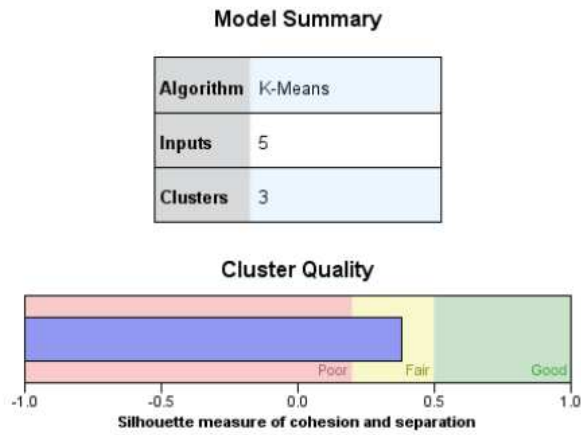 Model Summary
Algorithm K-Means
Inputs 5
Clusters 3
Cluster Quality
Poor Fair Good
-1.0 -0.5 0.0 0.5 1.0
Silhouette measure of cohesion and separation